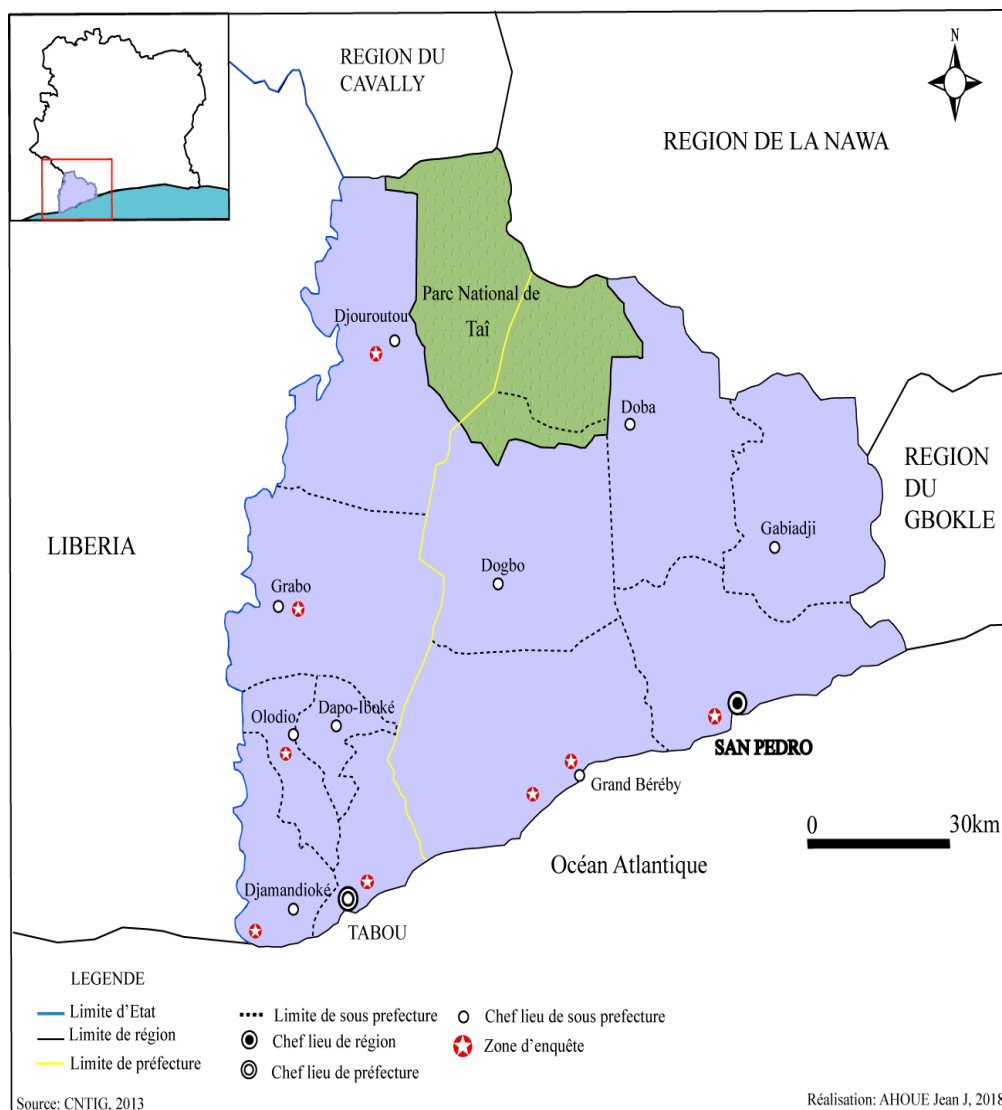 REGION DU
CAVALLY
N
REGION DE LA NAWA
Parc National de
Taî
Djouroutou
Doba
REGION
DU
GBOKLE
Gabiadji
LIBERIA
Dogbo
Grabo
Dapo-Iboké
Olodio
SAN PEDRO
Grand Béréby
0 30km
Océan Atlantique
Djamandioké
TABOU
LEGENDE
Limite d'Etat
Limite de région
Limite de préfecture
Limite de sous prefecture
Chef lieu de région
Chef lieu de préfecture
Chef lieu de sous prefecture
Zone d'enquête
Source: CNTIG, 2013
Réalisation: AHOUE Jean J, 2018